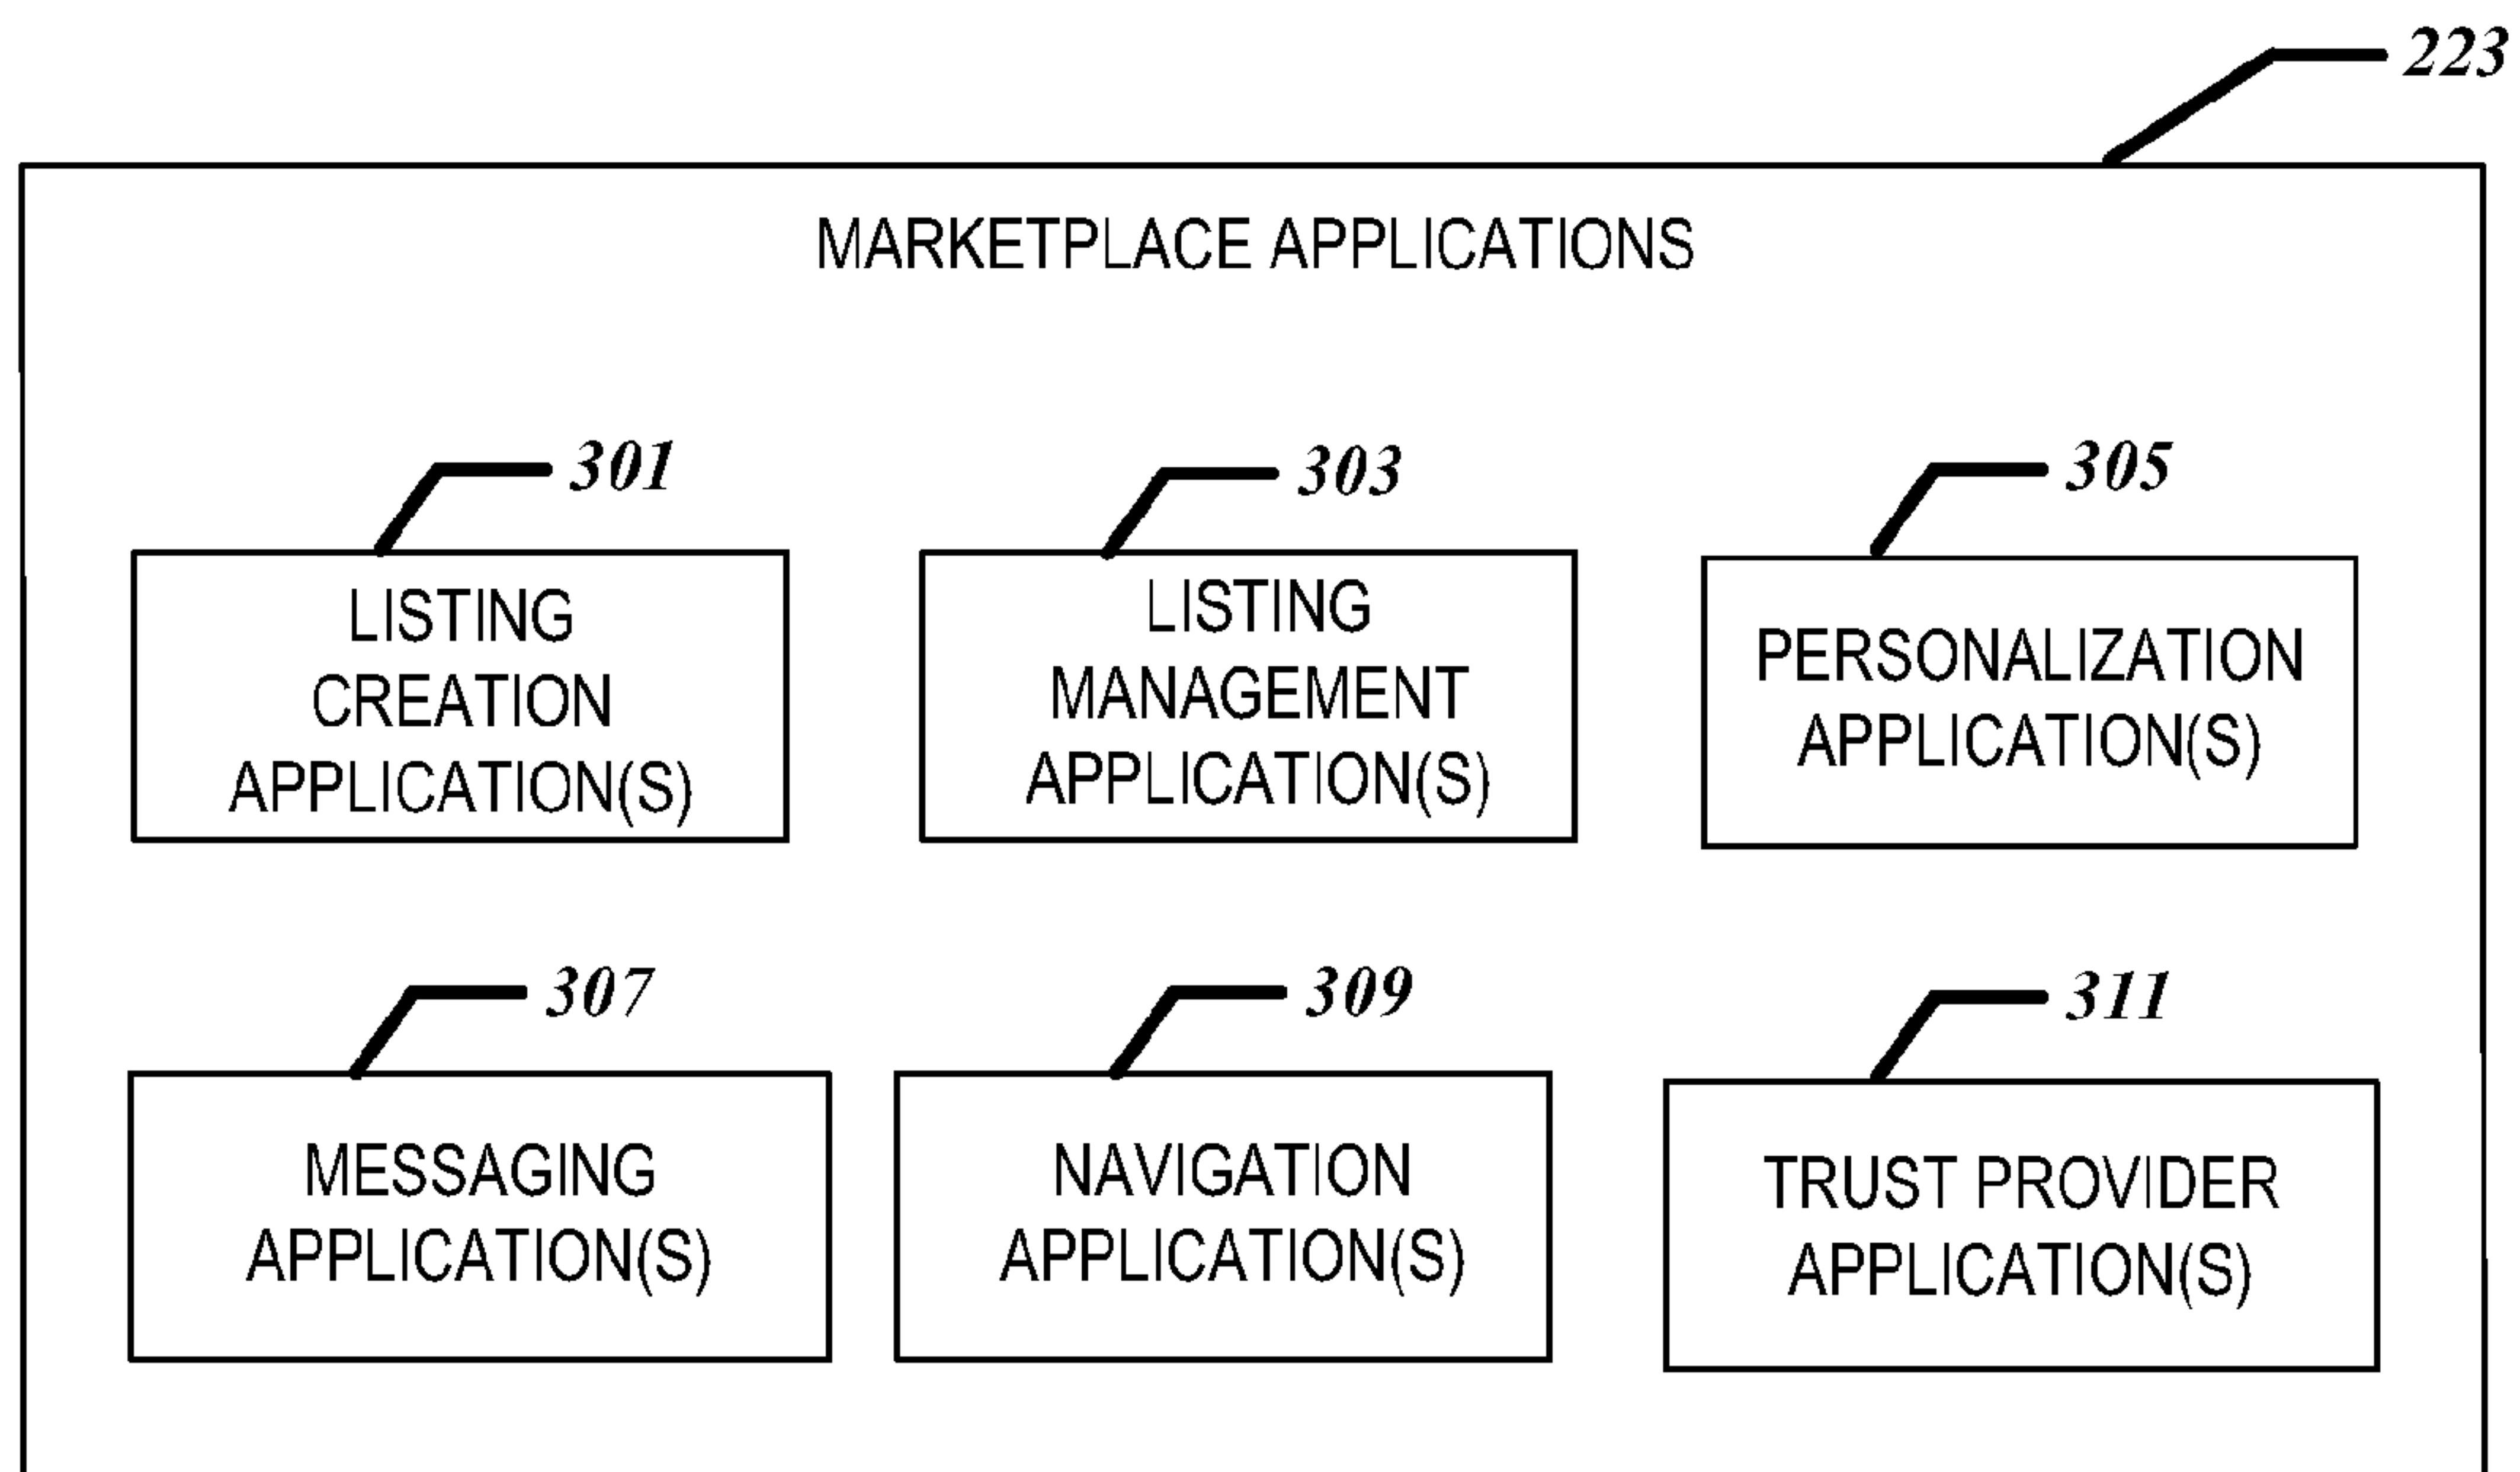 223
MARKETPLACE APPLICATIONS
301
LISTING
CREATION
APPLICATION(S)
303
LISTING
MANAGEMENT
APPLICATION(S)
305
PERSONALIZATION
APPLICATION(S)
307
MESSAGING
APPLICATION(S)
309
NAVIGATION
APPLICATION(S)
311
TRUST PROVIDER
APPLICATION(S)